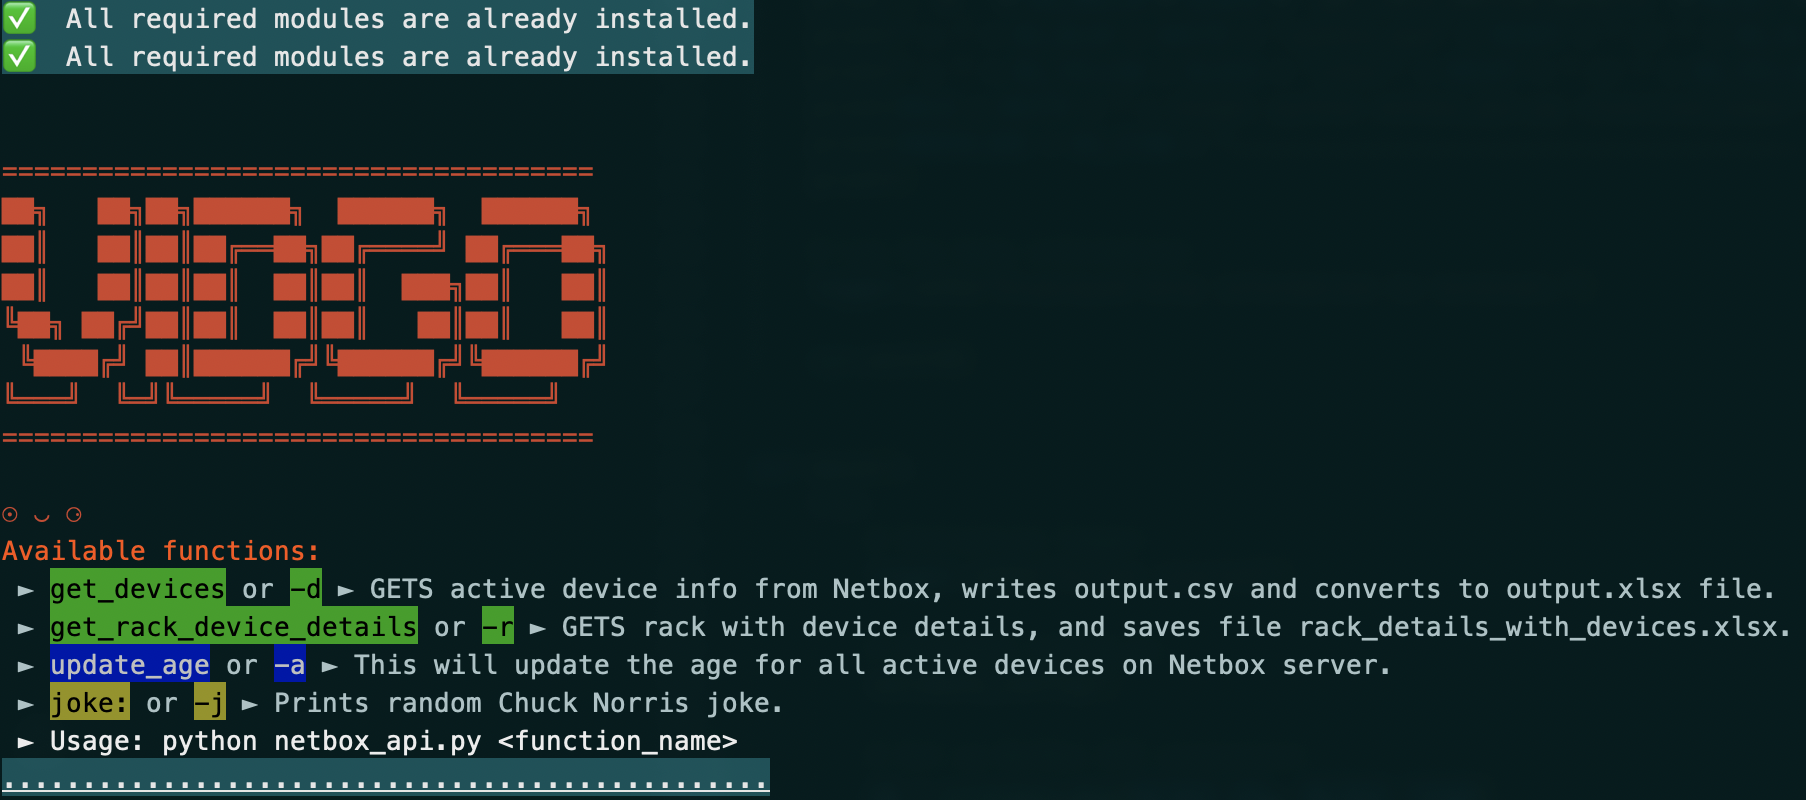 ✅  All required modules are already installed.
✅  All required modules are already installed.
=====================================
VIDGO
=====================================
☉ ◡ ⚆
Available functions:
► get_devices or -d ► GETS active device info from Netbox, writes output.csv and converts to output.xlsx file.
► get_rack_device_details or -r ► GETS rack with device details, and saves file rack_details_with_devices.xlsx.
► update_age or -a ► This will update the age for all active devices on Netbox server.
► joke: or -j ► Prints random Chuck Norris joke.
► Usage: python netbox_api.py <function_name>
................................................